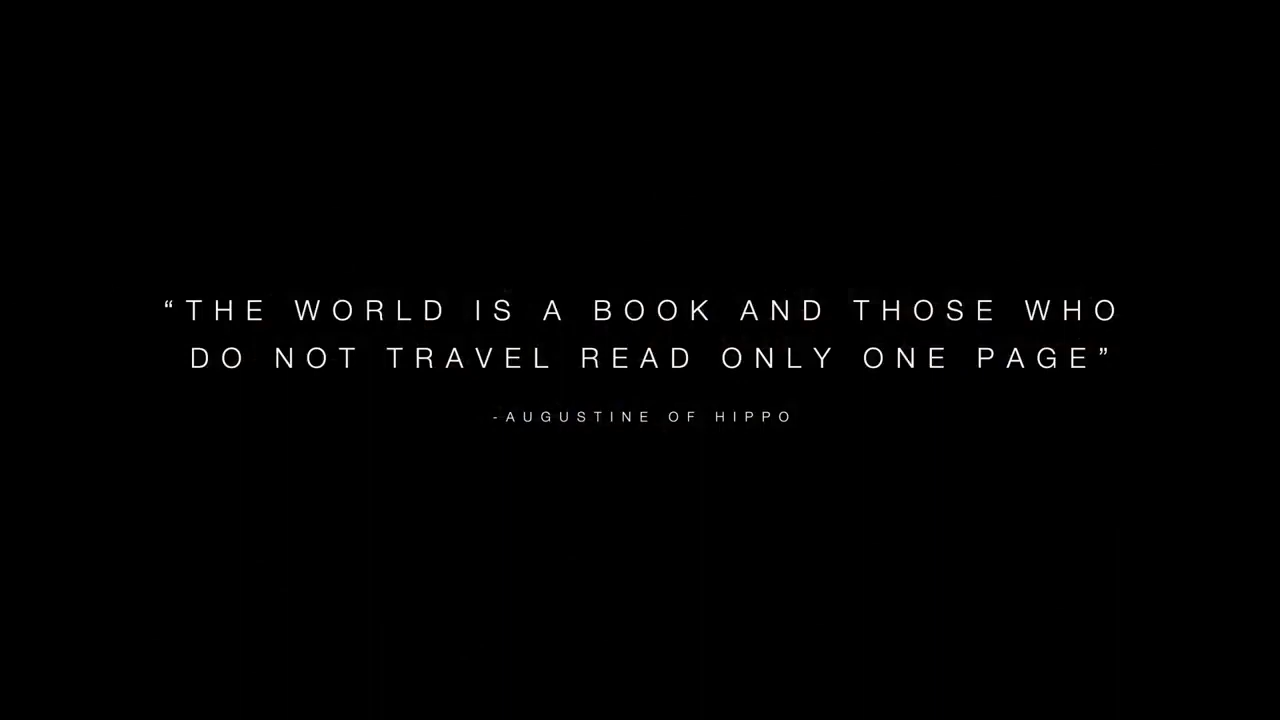 “THE WORLD IS A BOOK AND THOSE WHO
DO NOT TRAVEL READ ONLY ONE PAGE”
-AUGUSTINE OF HIPPO